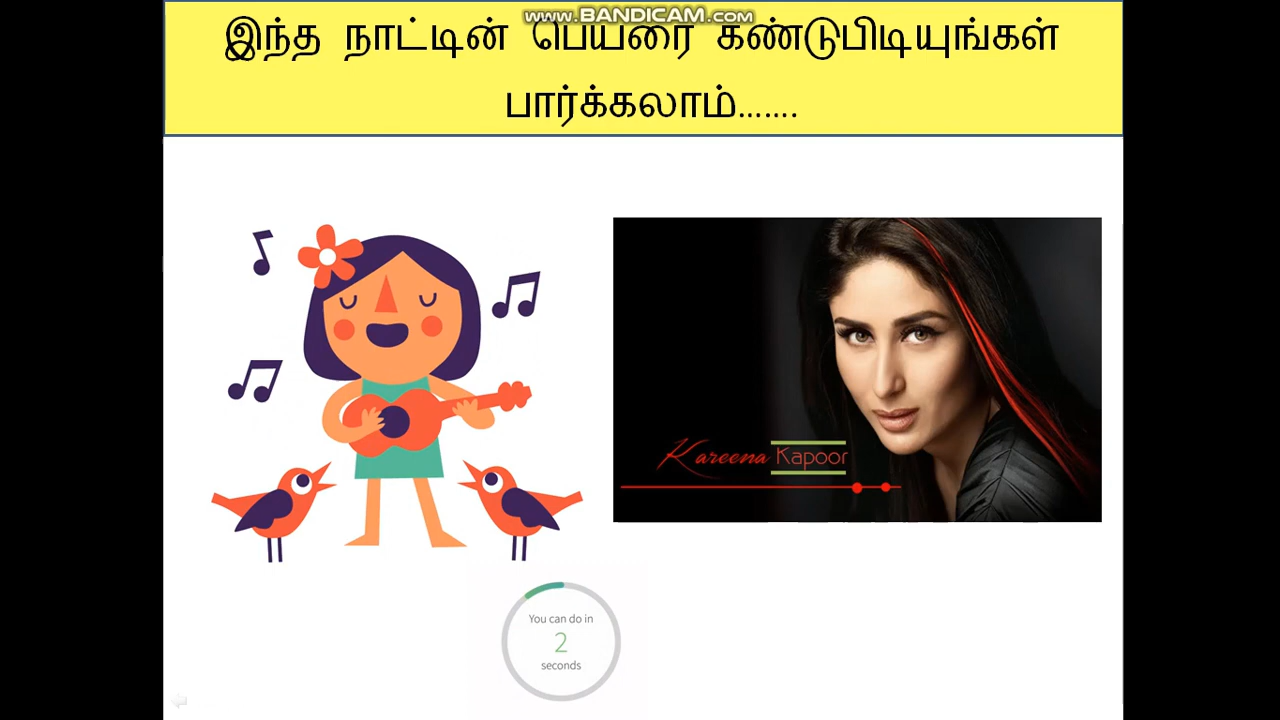 www.BANDICAM.com
இந்த நாட்டின் பெயரை கண்டுபிடியுங்கள்
பார்க்கலாம்.......
Kareena Kapoor
You can do in
2
seconds